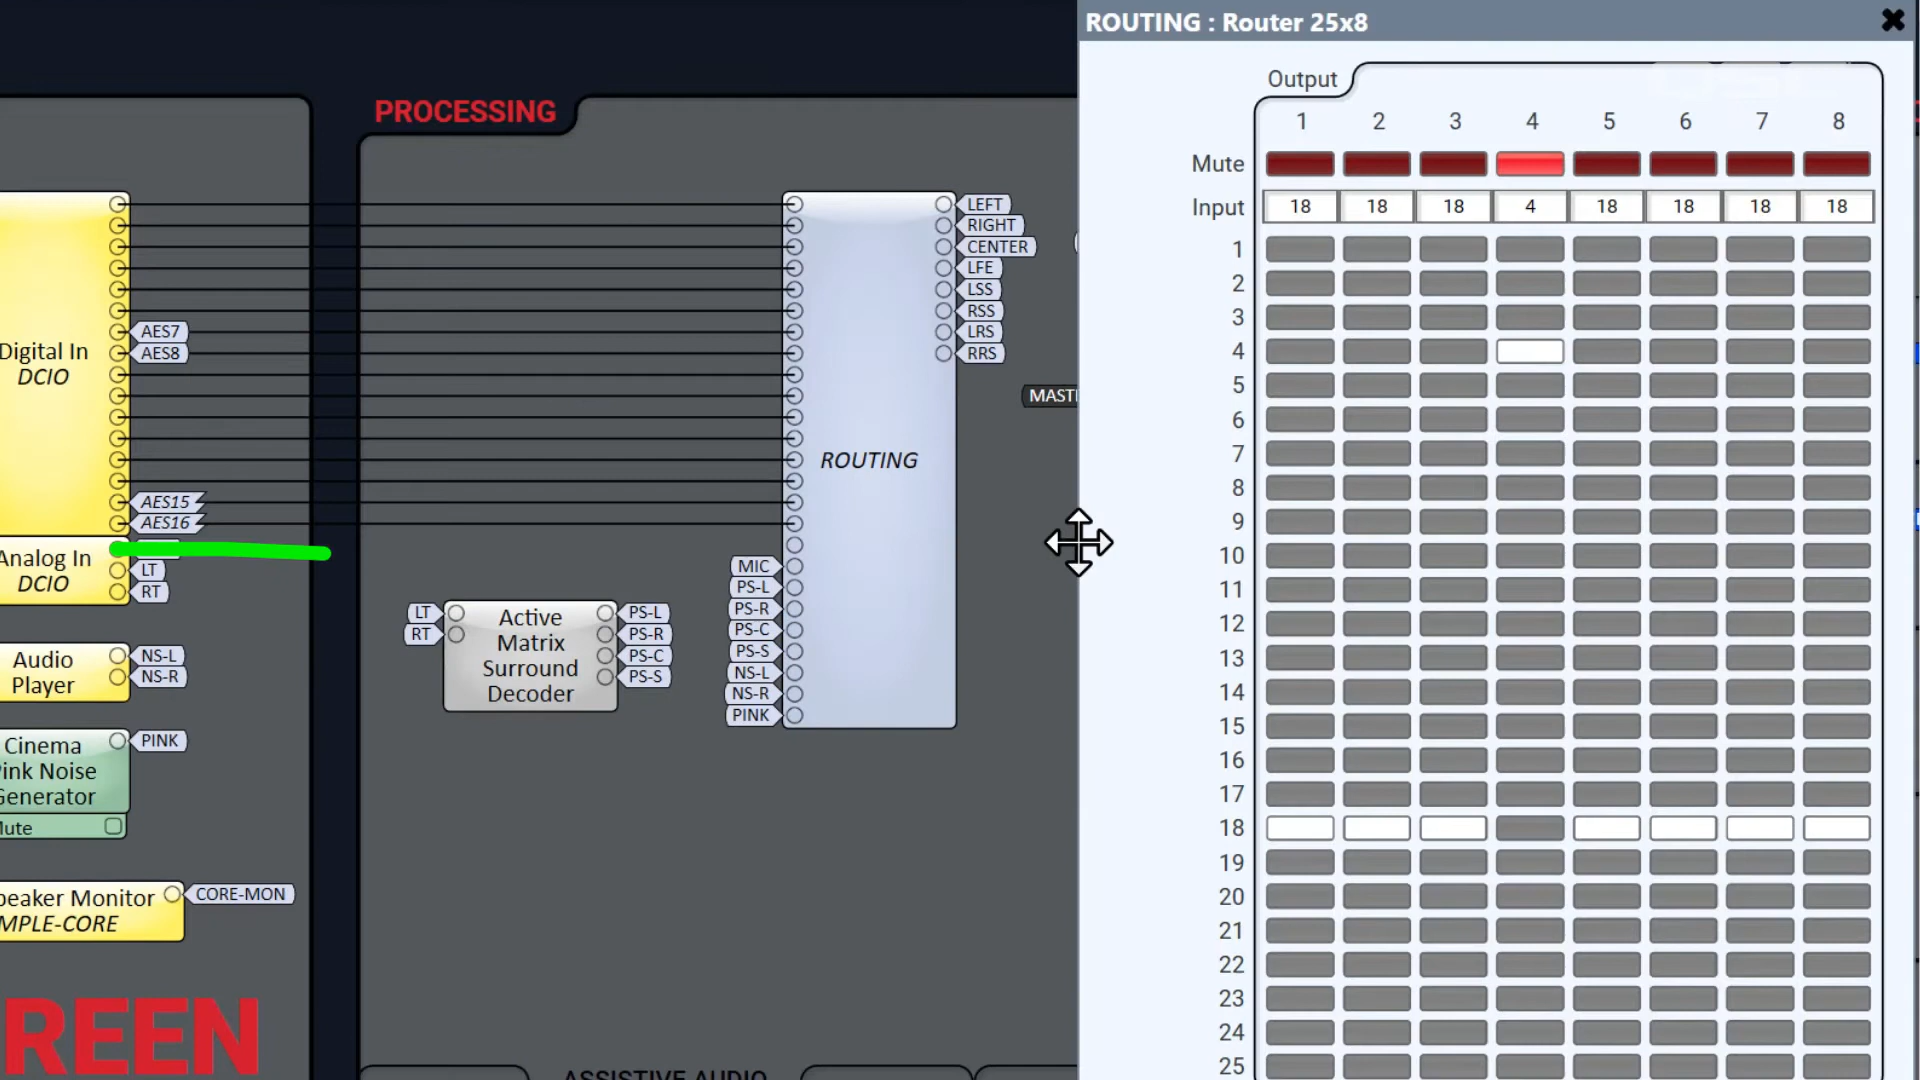 ROUTING : Router 25x8
Output
1 2 3 4 5 6 7 8
Mute
Input 18 18 18 4 18 18 18 18
1
2
3
4
5
6
7
8
9
10
11
12
13
14
15
16
17
18
19
20
21
22
23
24
25
PROCESSING
Digital In
DCIO
AES7
AES8
AES15
AES16
Analog In
DCIO
LT
RT
Audio
Player
NS-L
NS-R
Cinema
ink Noise
Generator
Mute
PINK
peaker Monitor
MPLE-CORE
CORE-MON
REEN
LT
RT
Active
Matrix
Surround
Decoder
PS-L
PS-R
PS-C
PS-S
MIC
PS-L
PS-R
PS-C
PS-S
NS-L
NS-R
PINK
ROUTING
LEFT
RIGHT
CENTER
LFE
LSS
RSS
LRS
RRS
MAST
ASSISTIVE AUDIO